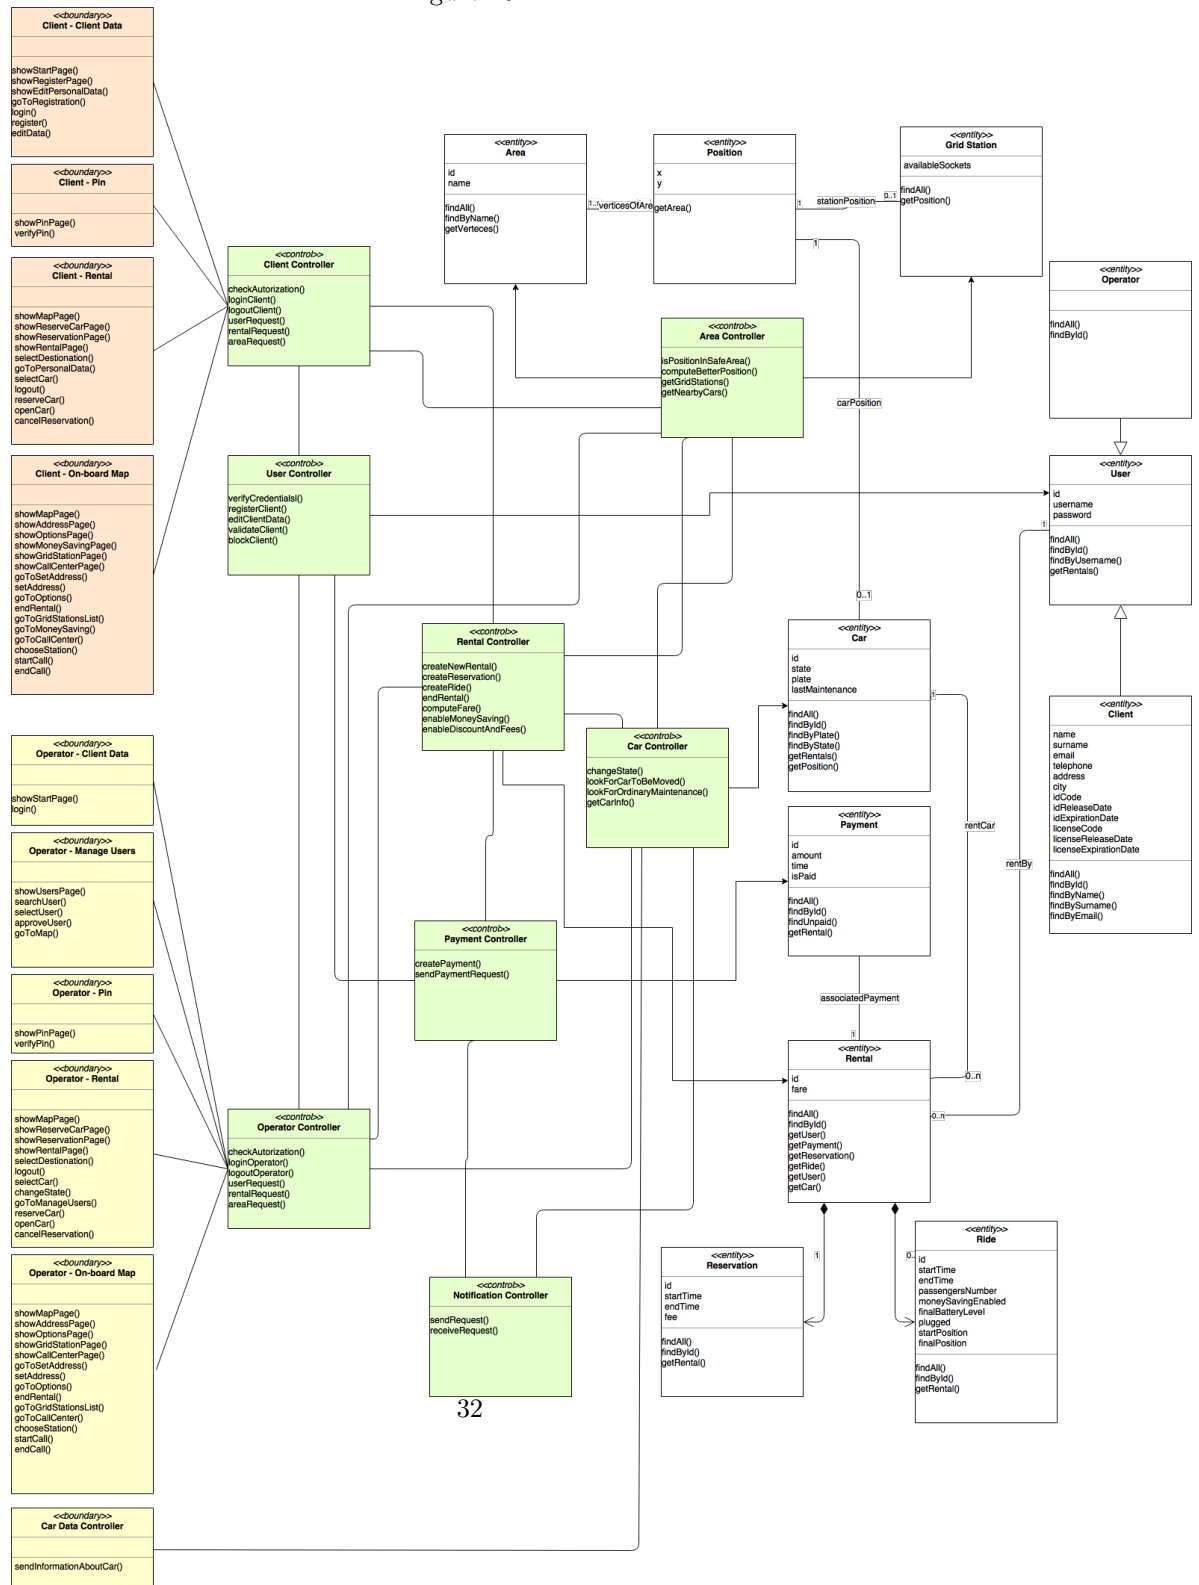 <<boundary>>
Client - Client Data
showStartPage()
showRegisterPage()
showEditPersonalData()
goToRegistration()
login()
register()
editData()
<<boundary>>
Client - Pin
showPinPage()
verifyPin()
<<boundary>>
Client - Rental
showMapPage()
showReserveCarPage()
showReservationPage()
showRentalPage()
selectDestionation()
goToPersonalData()
selectCar()
logout()
reserveCar()
openCar()
cancelReservation()
<<boundary>>
Client - On-board Map
showMapPage()
showAddressPage()
showOptionsPage()
showMoneySavingPage()
showGridStationPage()
showCallCenterPage()
goToSetAddress()
setAddress()
goToOptions()
endRental()
goToGridStationsList()
goToMoneySaving()
goToCallCenter()
chooseStation()
startCall()
endCall()
<<boundary>>
Operator - Client Data
showStartPage()
login()
<<boundary>>
Operator - Manage Users
showUsersPage()
searchUser()
selectUser()
approveUser()
goToMap()
<<boundary>>
Operator - Pin
showPinPage()
verifyPin()
<<boundary>>
Operator - Rental
showMapPage()
showReserveCarPage()
showReservationPage()
showRentalPage()
selectDestionation()
logout()
selectCar()
changeState()
goToManageUsers()
reserveCar()
openCar()
cancelReservation()
<<boundary>>
Operator - On-board Map
showMapPage()
showAddressPage()
showOptionsPage()
showGridStationPage()
showCallCenterPage()
goToSetAddress()
setAddress()
goToOptions()
endRental()
goToGridStationsList()
goToCallCenter()
chooseStation()
startCall()
endCall()
<<boundary>>
Car Data Controller
sendInformationAboutCar()
<<control>>
Client Controller
checkAutorization()
loginClient()
logoutClient()
userRequest()
rentalRequest()
areaRequest()
<<control>>
User Controller
verifyCredentialsl()
registerClient()
editClientData()
validateClient()
blockClient()
<<control>>
Operator Controller
checkAutorization()
loginOperator()
logoutOperator()
userRequest()
rentalRequest()
areaRequest()
<<control>>
Rental Controller
createNewRental()
createReservation()
createRide()
endRental()
computeFare()
enableMoneySaving()
enableDiscountAndFees()
<<control>>
Payment Controller
createPayment()
sendPaymentRequest()
<<control>>
Notification Controller
sendRequest()
receiveRequest()
32
<<control>>
Area Controller
isPositionInSafeArea()
computeBetterPosition()
getGridStations()
getNearbyCars()
<<control>>
Car Controller
changeState()
lookForCarToBeMoved()
lookForOrdinaryMaintenance()
getCarInfo()
<<entity>>
Area
id
name
findAll()
findByName()
getVerteces()
1..
verticesOfAre
<<entity>>
Position
x
y
getArea()
1
stationPosition
0..1
1
carPosition
0..1
<<entity>>
Grid Station
availableSockets
findAll()
getPosition()
<<entity>>
Operator
findAll()
findById()
<<entity>>
User
id
username
password
findAll()
findById()
findByUsername()
getRentals()
1
rentBy
0..n
<<entity>>
Client
name
surname
email
telephone
address
city
idCode
idReleaseDate
idExpirationDate
licenseCode
licenseReleaseDate
licenseExpirationDate
findAll()
findById()
findByName()
findBySurname()
findByEmail()
<<entity>>
Car
id
state
plate
lastMaintenance
findAll()
findById()
findByPlate()
findByState()
getRentals()
getPosition()
1
rentCar
0..n
<<entity>>
Payment
id
amount
time
isPaid
findAll()
findById()
findUnpaid()
getRental()
associatedPayment
1
<<entity>>
Rental
id
fare
findAll()
findById()
getUser()
getPayment()
getReservation()
getRide()
getUser()
getCar()
1
0..
<<entity>>
Reservation
id
startTime
endTime
fee
findAll()
findById()
getRental()
<<entity>>
Ride
id
startTime
endTime
passengersNumber
moneySavingEnabled
finalBatteryLevel
plugged
startPosition
finalPosition
findAll()
findById()
getRental()